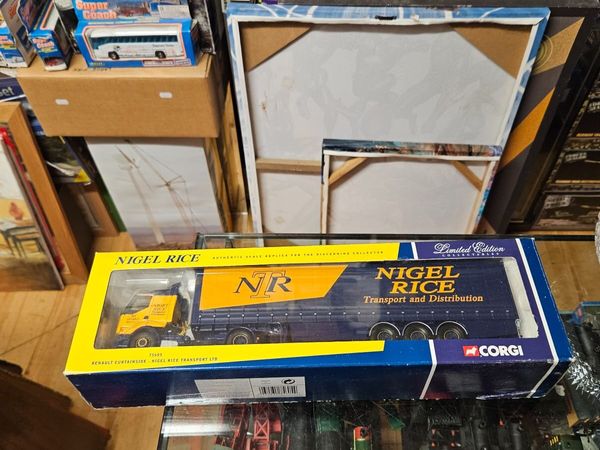 Super
Coach
NIGEL RICE
AUTHENTIC SCALE REPLICA FOR THE DISCERNING COLLECTOR
Limited Edition
COLLECTABLES
NTR
NIGEL
RICE
Transport and Distribution
NIGEL
RICE
75605
RENAULT CURTAINSIDE - NIGEL RICE TRANSPORT LTD
CORGI